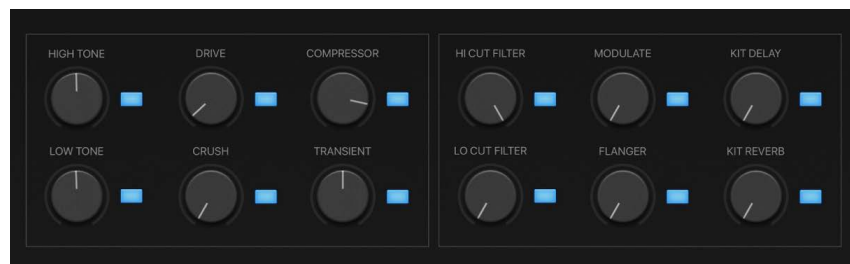 HIGH TONE
DRIVE
COMPRESSOR
HI CUT FILTER
MODULATE
KIT DELAY
LOW TONE
CRUSH
TRANSIENT
LO CUT FILTER
FLANGER
KIT REVERB